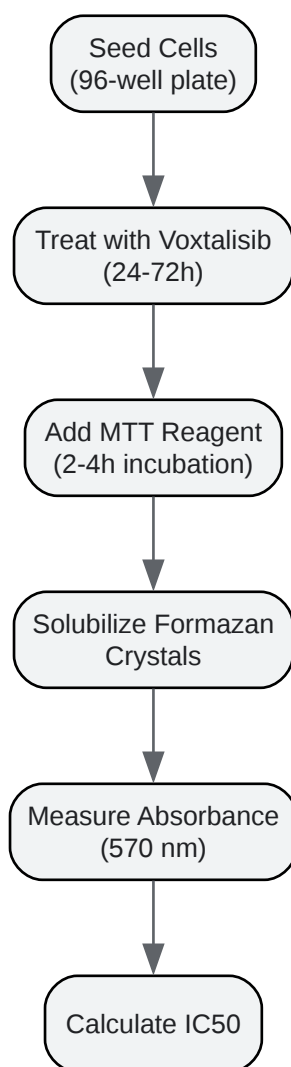 Seed Cells
(96-well plate)
Treat with Voxtalisib
(24-72h)
Add MTT Reagent
(2-4h incubation)
Solubilize Formazan
Crystals
Measure Absorbance
(570 nm)
Calculate IC50